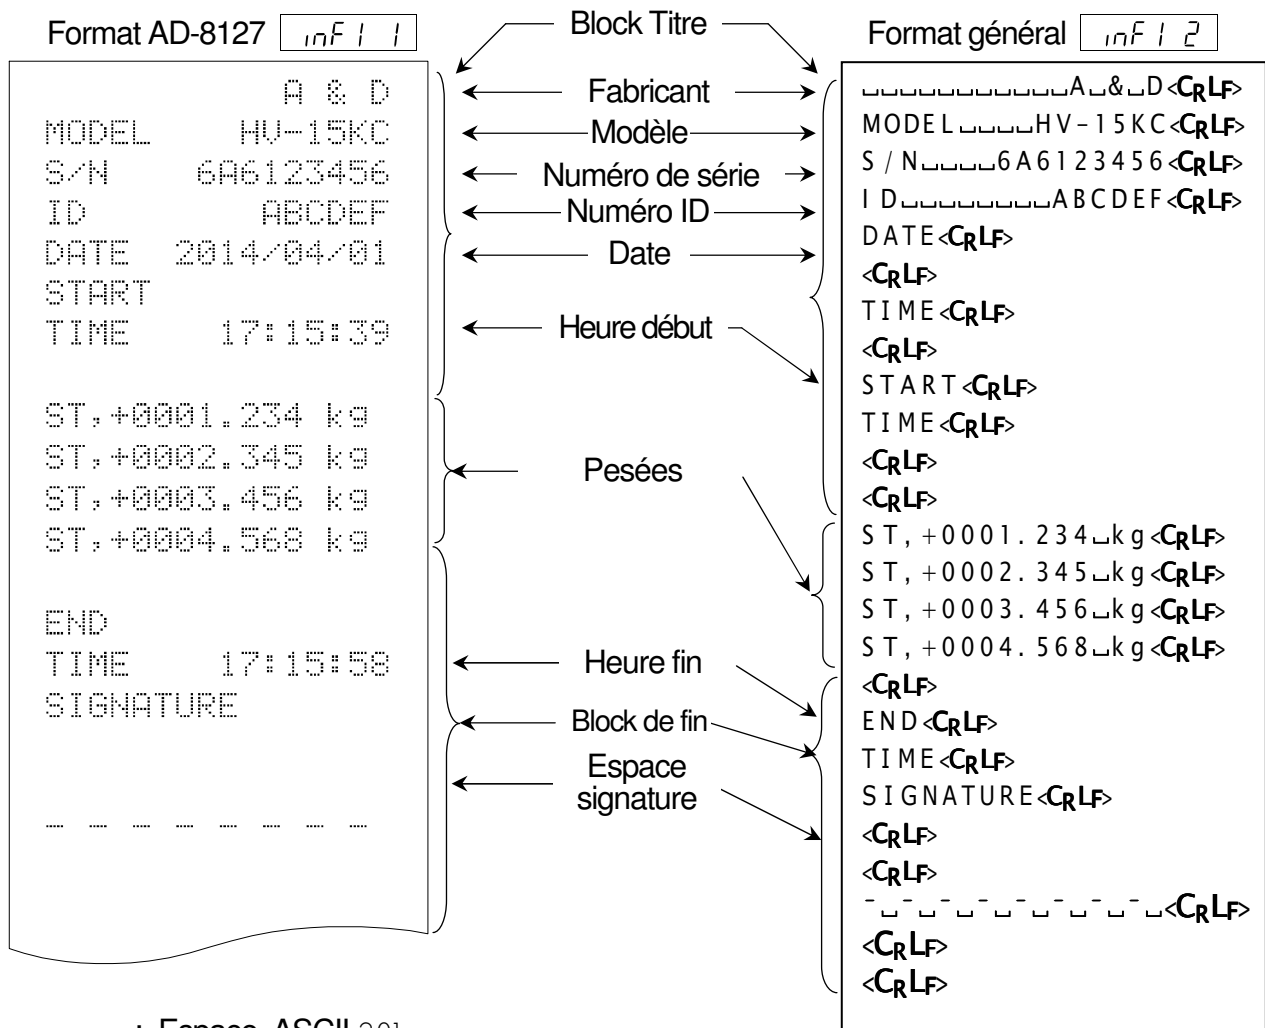 Format AD-8127 inF1 1
A & D
MODEL HV-15KC
S/N 6A6123456
ID ABCDEF
DATE 2014/04/01
START
TIME 17:15:39
ST,+0001.234 kg
ST,+0002.345 kg
ST,+0003.456 kg
ST,+0004.568 kg
END
TIME 17:15:58
SIGNATURE
_ _ _ _ _ _ _ _
Block Titre
Fabricant
Modèle
Numéro de série
Numéro ID
Date
Heure début
Pesées
Heure fin
Block de fin
Espace
signature
Format général inF1 2
␣␣␣␣␣␣␣␣␣␣␣A␣&␣D<CRLF>
MODEL␣␣␣␣HV-15KC<CRLF>
S/N␣␣␣␣6A6123456<CRLF>
ID␣␣␣␣␣␣␣␣ABCDEF<CRLF>
DATE<CRLF>
<CRLF>
TIME<CRLF>
<CRLF>
START<CRLF>
TIME<CRLF>
<CRLF>
<CRLF>
ST,+0001.234␣kg<CRLF>
ST,+0002.345␣kg<CRLF>
ST,+0003.456␣kg<CRLF>
ST,+0004.568␣kg<CRLF>
<CRLF>
END<CRLF>
TIME<CRLF>
SIGNATURE<CRLF>
<CRLF>
<CRLF>
-␣-␣-␣-␣-␣-␣-␣-␣<CRLF>
<CRLF>
<CRLF>
Espace, ASCII 20h